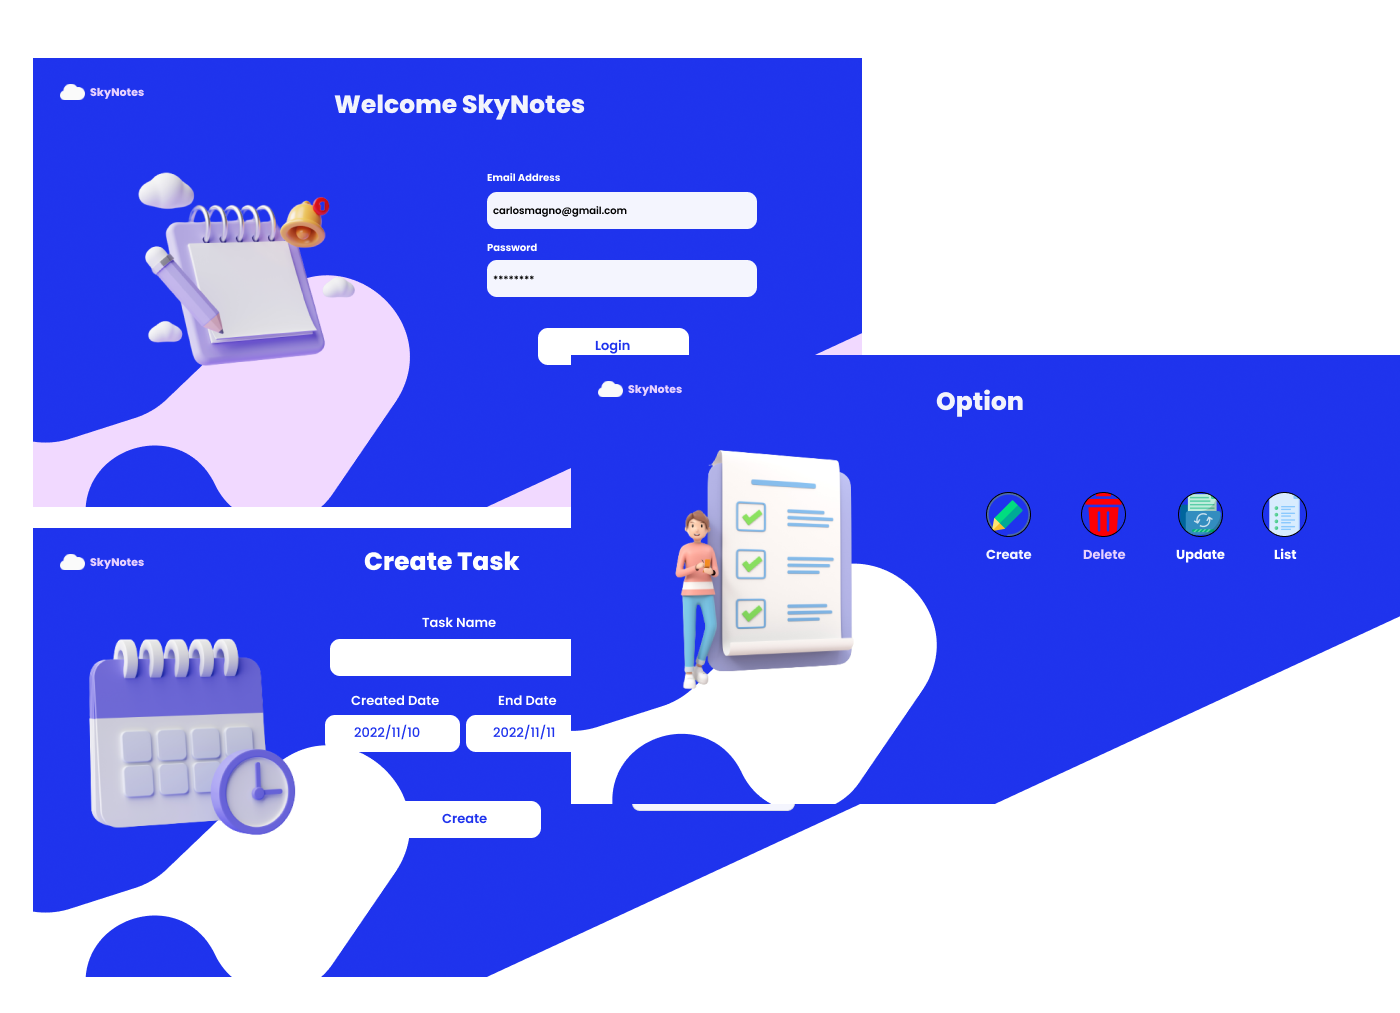 SkyNotes
Welcome SkyNotes
Email Address
carlosmagno@gmail.com
Password
********
Login
SkyNotes
Option
Create
Delete
Update
List
SkyNotes
Create Task
Task Name
Created Date
End Date
2022/11/10
2022/11/11
Create